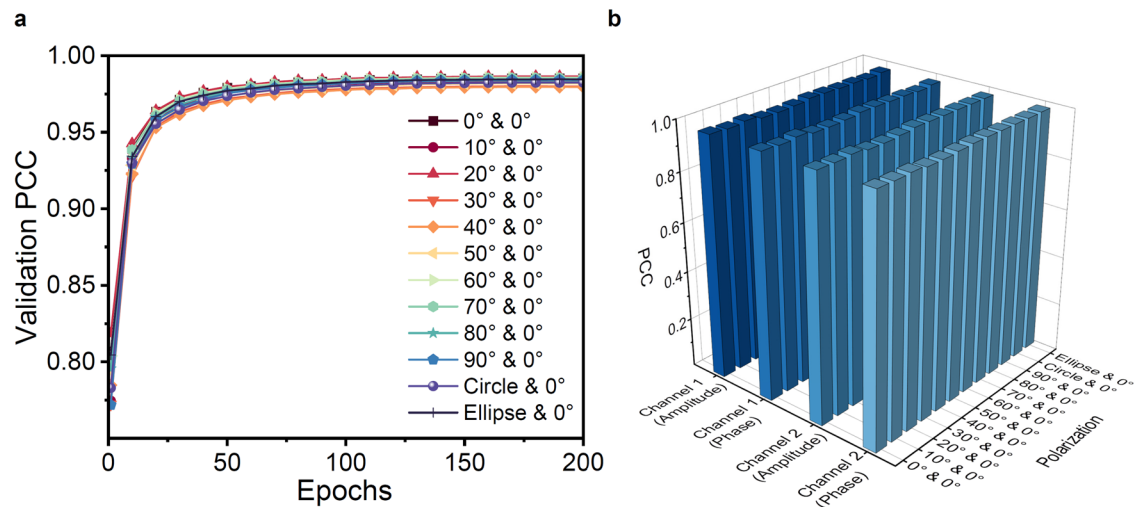 a
Validation PCC
1.00
0.95
0.90
0.85
0.80
0
50
100
150
200
Epochs
0° & 0°
10° & 0°
20° & 0°
30° & 0°
40° & 0°
50° & 0°
60° & 0°
70° & 0°
80° & 0°
90° & 0°
Circle & 0°
Ellipse & 0°
b
PCC
1.0
0.8
0.6
0.4
0.2
Channel 1
(Amplitude)
Channel 1
(Phase)
Channel 2
(Amplitude)
Channel 2
(Phase)
Ellipse & 0°
Circle & 0°
90° & 0°
80° & 0°
70° & 0°
60° & 0°
50° & 0°
40° & 0°
30° & 0°
20° & 0°
10° & 0°
0° & 0°
Polarization